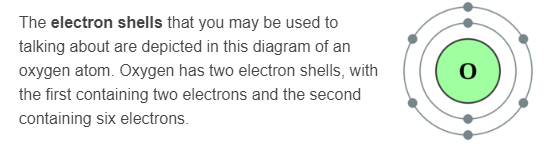 The electron shells that you may be used to
talking about are depicted in this diagram of an
oxygen atom. Oxygen has two electron shells, with
the first containing two electrons and the second
containing six electrons.
O